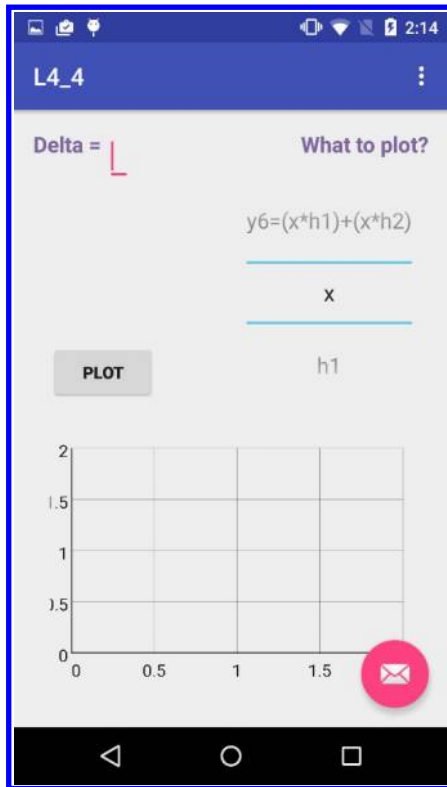 2:14
L4_4
Delta =
What to plot?
y6=(x*h1)+(x*h2)
x
h1
PLOT
2
1.5
1
0.5
0
0 0.5 1 1.5